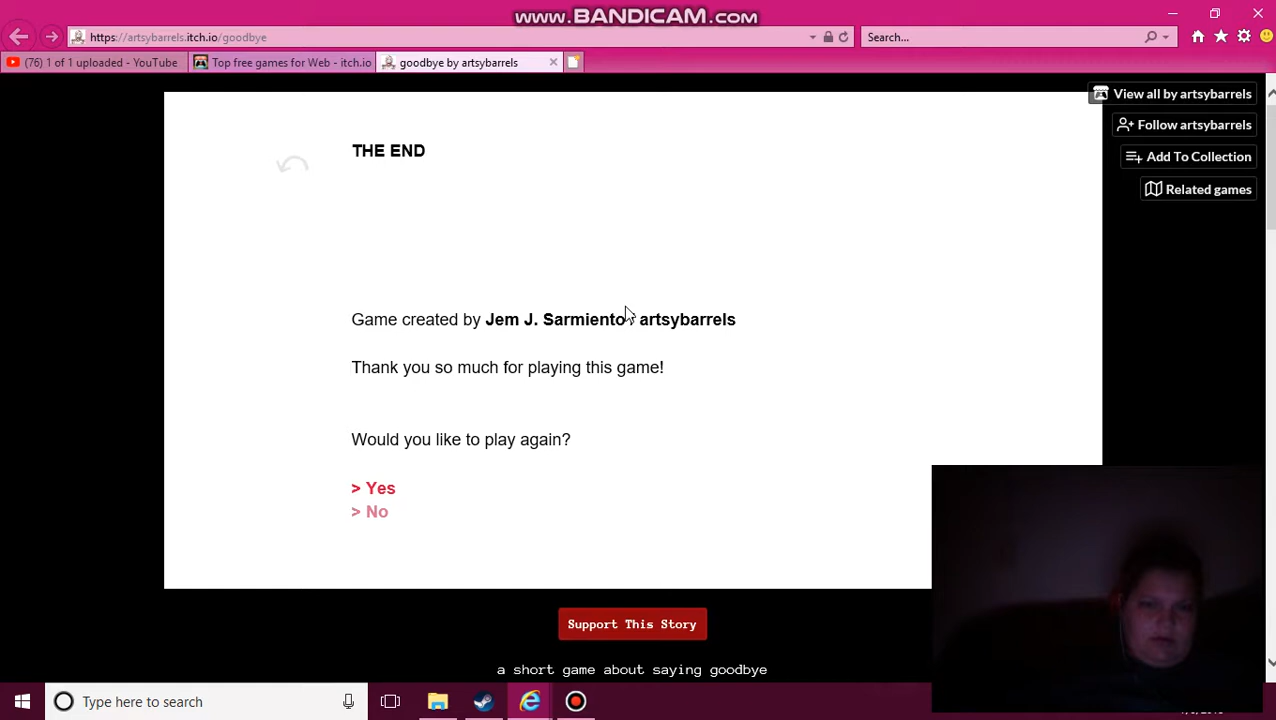 www.BANDICAM.com
https://artsybarrels.itch.io/goodbye
Search...
(76) 1 of 1 uploaded - YouTube
Top free games for Web - itch.io
goodbye by artsybarrels
View all by artsybarrels
Follow artsybarrels
Add To Collection
Related games
THE END
Game created by Jem J. Sarmiento artsybarrels
Thank you so much for playing this game!
Would you like to play again?
> Yes
> No
Support This Story
a short game about saying goodbye
Type here to search